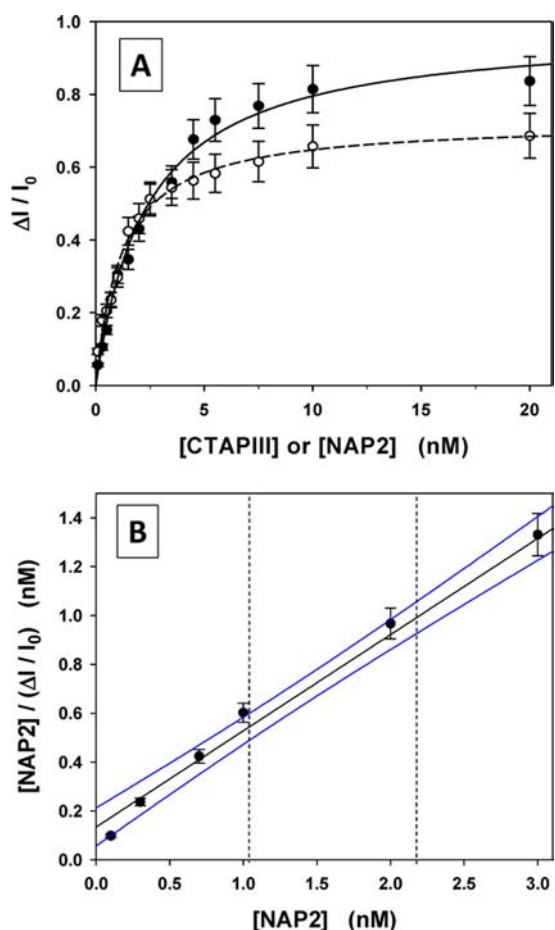 A
1.0
0.8
0.6
0.4
0.2
0.0
ΔI / I₀
0 5 10 15 20
[CTAPIII] or [NAP2] (nM)
B
1.4
1.2
1.0
0.8
0.6
0.4
0.2
0.0
[NAP2] / (ΔI / I₀) (nM)
0.0 0.5 1.0 1.5 2.0 2.5 3.0
[NAP2] (nM)